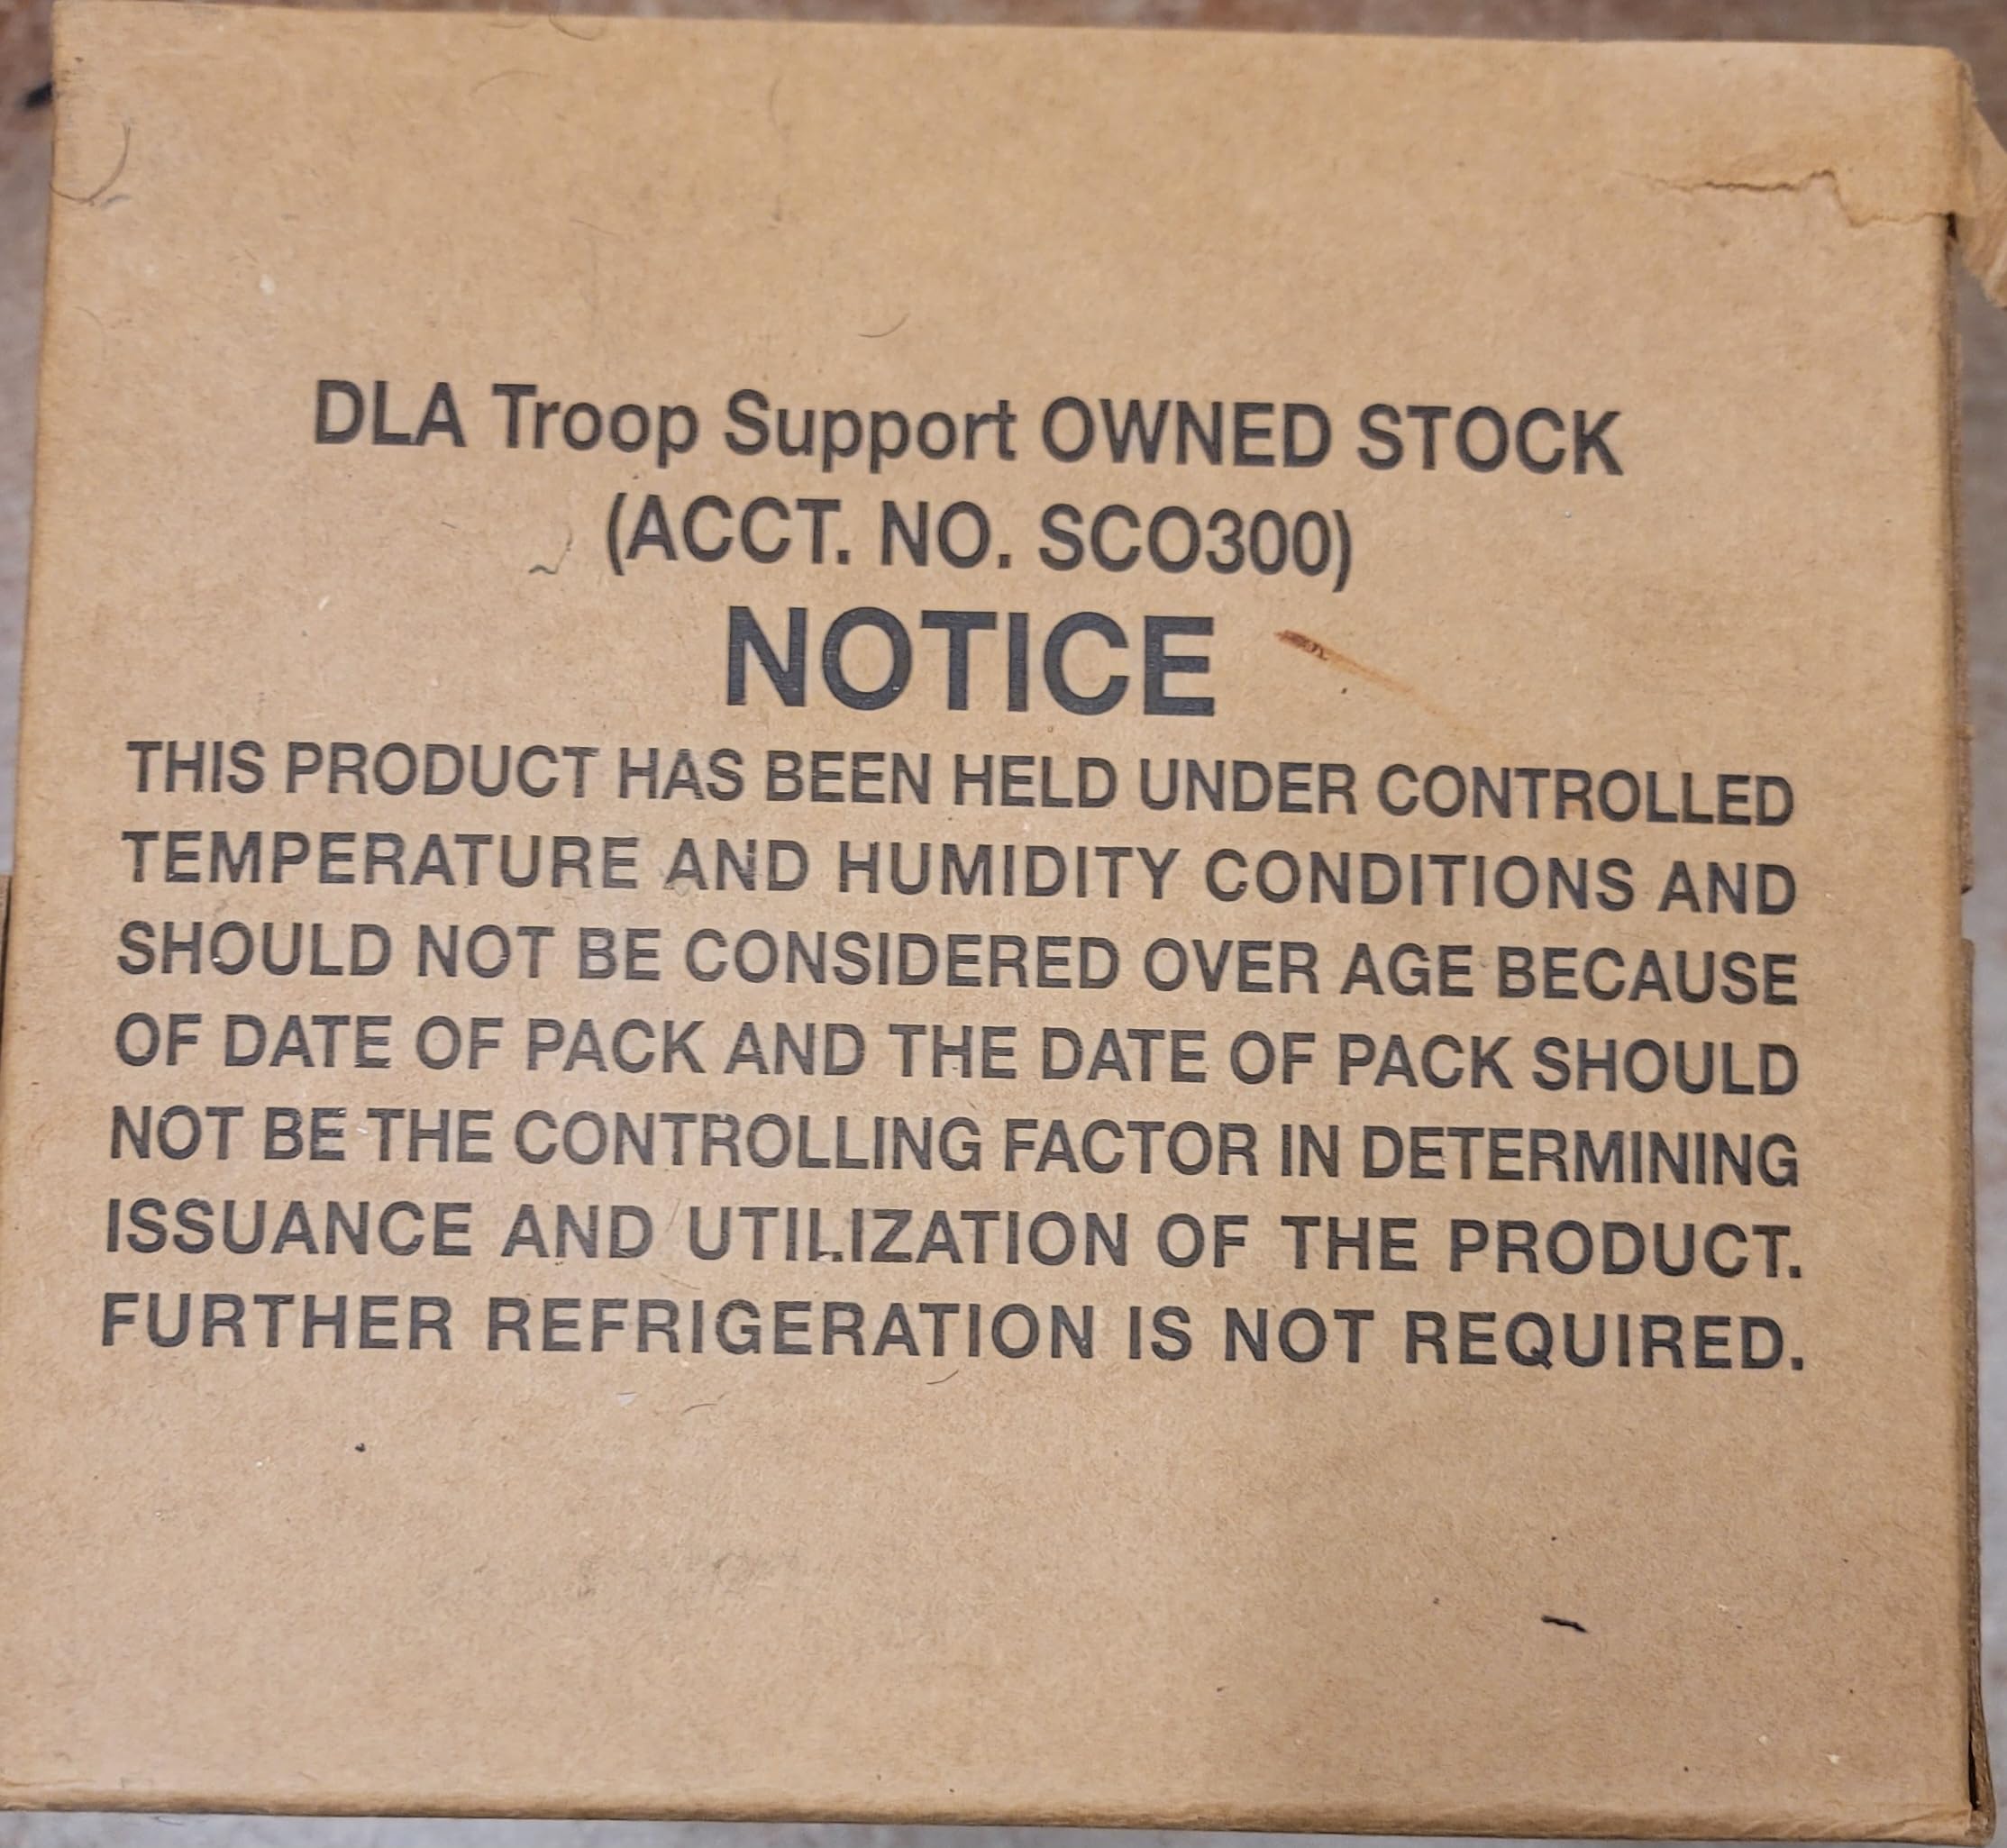 DLA Troop Support OWNED STOCK
(ACCT. NO. SCO300)
NOTICE
THIS PRODUCT HAS BEEN HELD UNDER CONTROLLED
TEMPERATURE AND HUMIDITY CONDITIONS AND
SHOULD NOT BE CONSIDERED OVER AGE BECAUSE
OF DATE OF PACK AND THE DATE OF PACK SHOULD
NOT BE THE CONTROLLING FACTOR IN DETERMINING
ISSUANCE AND UTILIZATION OF THE PRODUCT.
FURTHER REFRIGERATION IS NOT REQUIRED.